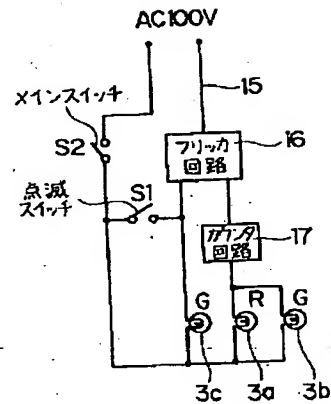 AC100V
15
メインスイッチ
S2
フリッカ
回路
16
点滅
スイッチ
S1
カウンタ
回路
17
G
R
G
3c
3a
3b